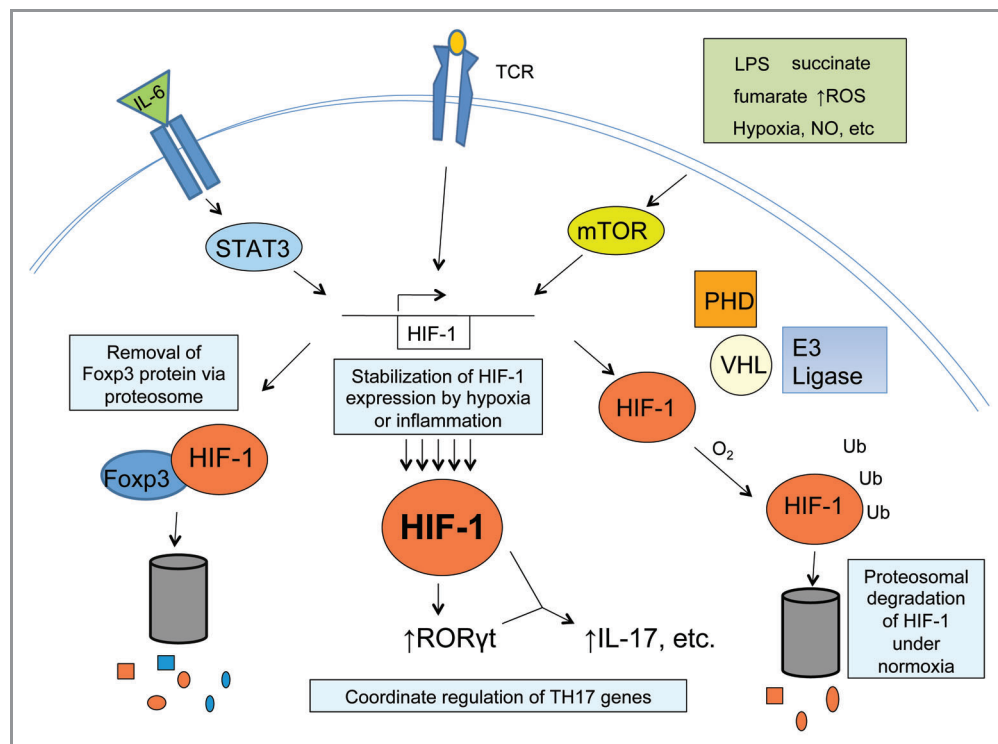 IL-6
TCR
LPS succinate
fumarate ↑ROS
Hypoxia, NO, etc
STAT3
mTOR
HIF-1
PHD
VHL
E3
Ligase
Removal of
Foxp3 protein via
proteosome
Stabilization of HIF-1
expression by hypoxia
or inflammation
HIF-1
Foxp3
HIF-1
HIF-1
O2
Ub
Ub
Ub
HIF-1
↑RORγt
↑IL-17, etc.
Proteosomal
degradation
of HIF-1
under
normoxia
Coordinate regulation of TH17 genes